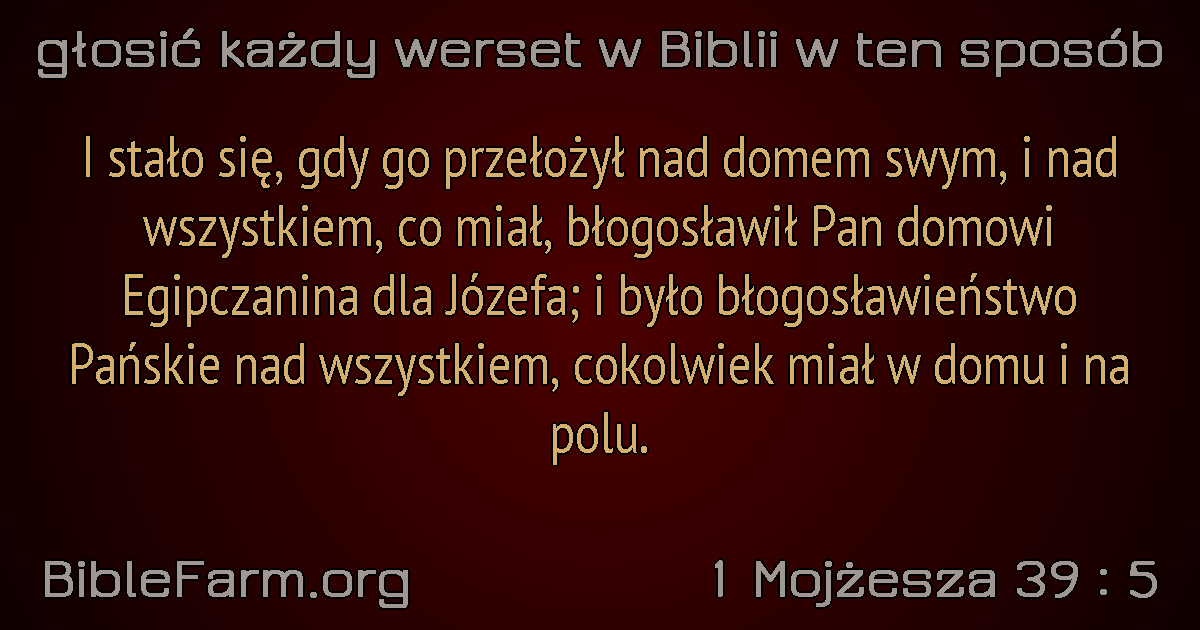 głosić każdy werset w Biblii w ten sposób
I stało się, gdy go przełożył nad domem swym, i nad
wszystkiem, co miał, błogosławił Pan domowi
Egipczanina dla Józefa; i było błogosławieństwo
Pańskie nad wszystkiem, cokolwiek miał w domu i na
polu.
BibleFarm.org
1 Mojżesza 39 : 5